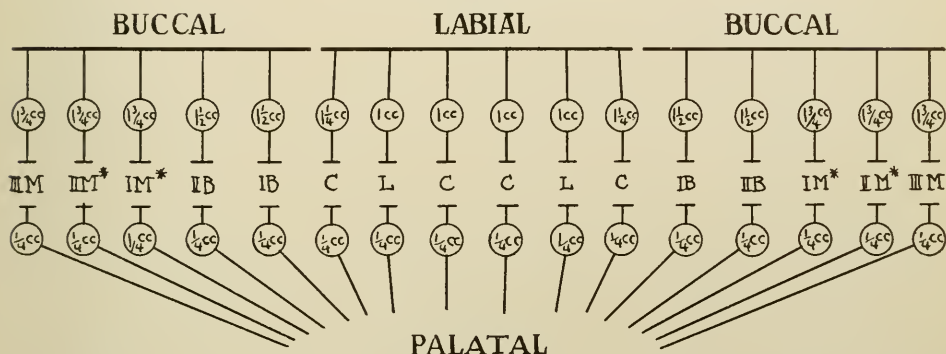 BUCCAL LABIAL BUCCAL
1¾cc 1¾cc 1¾cc 1½cc 1½cc 1¼cc 1cc 1cc 1cc 1cc 1¼cc 1½cc 1½cc 1¾cc 1¾cc 1¾cc
IIIM IIM* IM* IIB IB C L C C L C IB IIB IM* IIM* IIIM
¼cc ¼cc ¼cc ¼cc ¼cc ¼cc ¼cc ¼cc ¼cc ¼cc ¼cc ¼cc ¼cc ¼cc ¼cc ¼cc
PALATAL